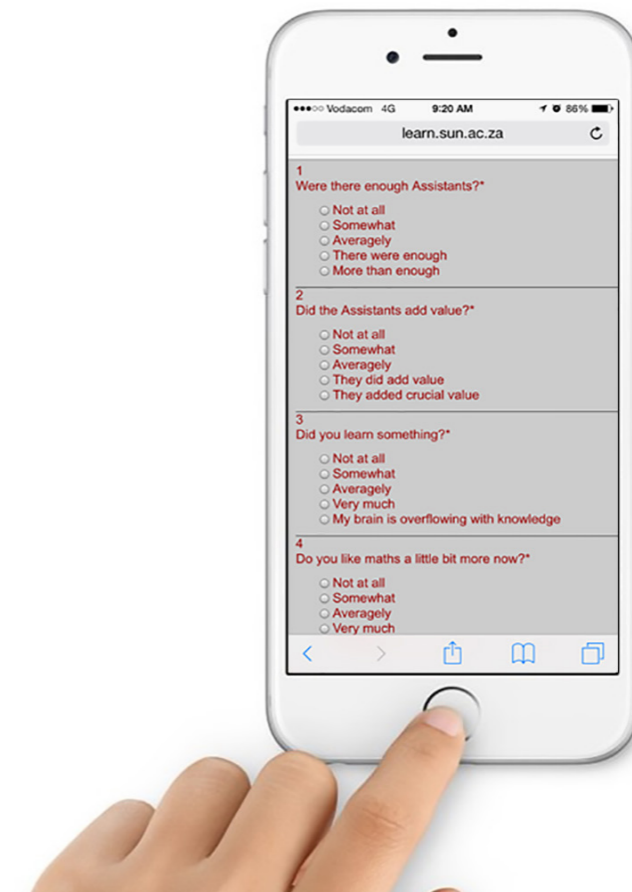 Vodacom 4G 9:20 AM 86%
learn.sun.ac.za
1
Were there enough Assistants?*
Not at all
Somewhat
Averagely
There were enough
More than enough
2
Did the Assistants add value?*
Not at all
Somewhat
Averagely
They did add value
They added crucial value
3
Did you learn something?*
Not at all
Somewhat
Averagely
Very much
My brain is overflowing with knowledge
4
Do you like maths a little bit more now?*
Not at all
Somewhat
Averagely
Very much